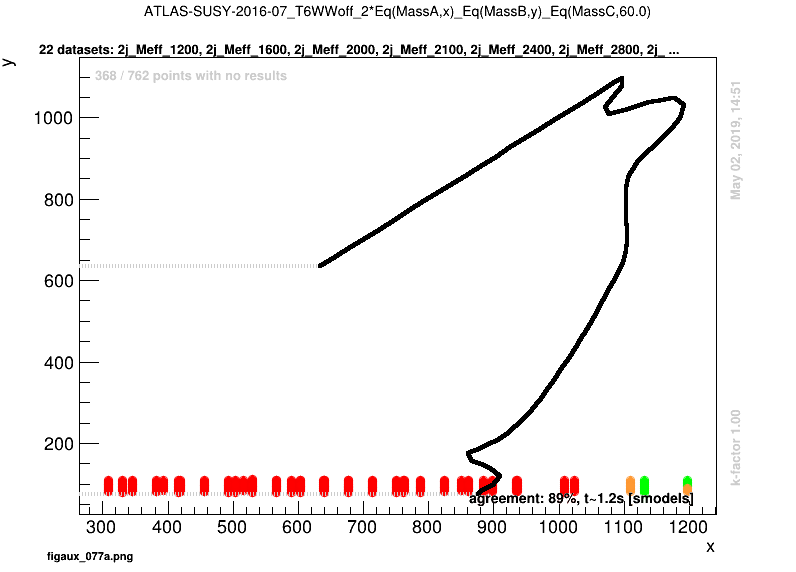 ATLAS-SUSY-2016-07_T6WWoff_2*Eq(MassA,x)_Eq(MassB,y)_Eq(MassC,60.0)
22 datasets: 2j_Meff_1200, 2j_Meff_1600, 2j_Meff_2000, 2j_Meff_2100, 2j_Meff_2400, 2j_Meff_2800, 2j_ ...
y
368 / 762 points with no results
May 02, 2019, 14:51
1000
800
600
400
200
k-factor 1.00
agreement: 89%, t~1.2s [smodels]
300 400 500 600 700 800 900 1000 1100 1200
x
figaux_077a.png